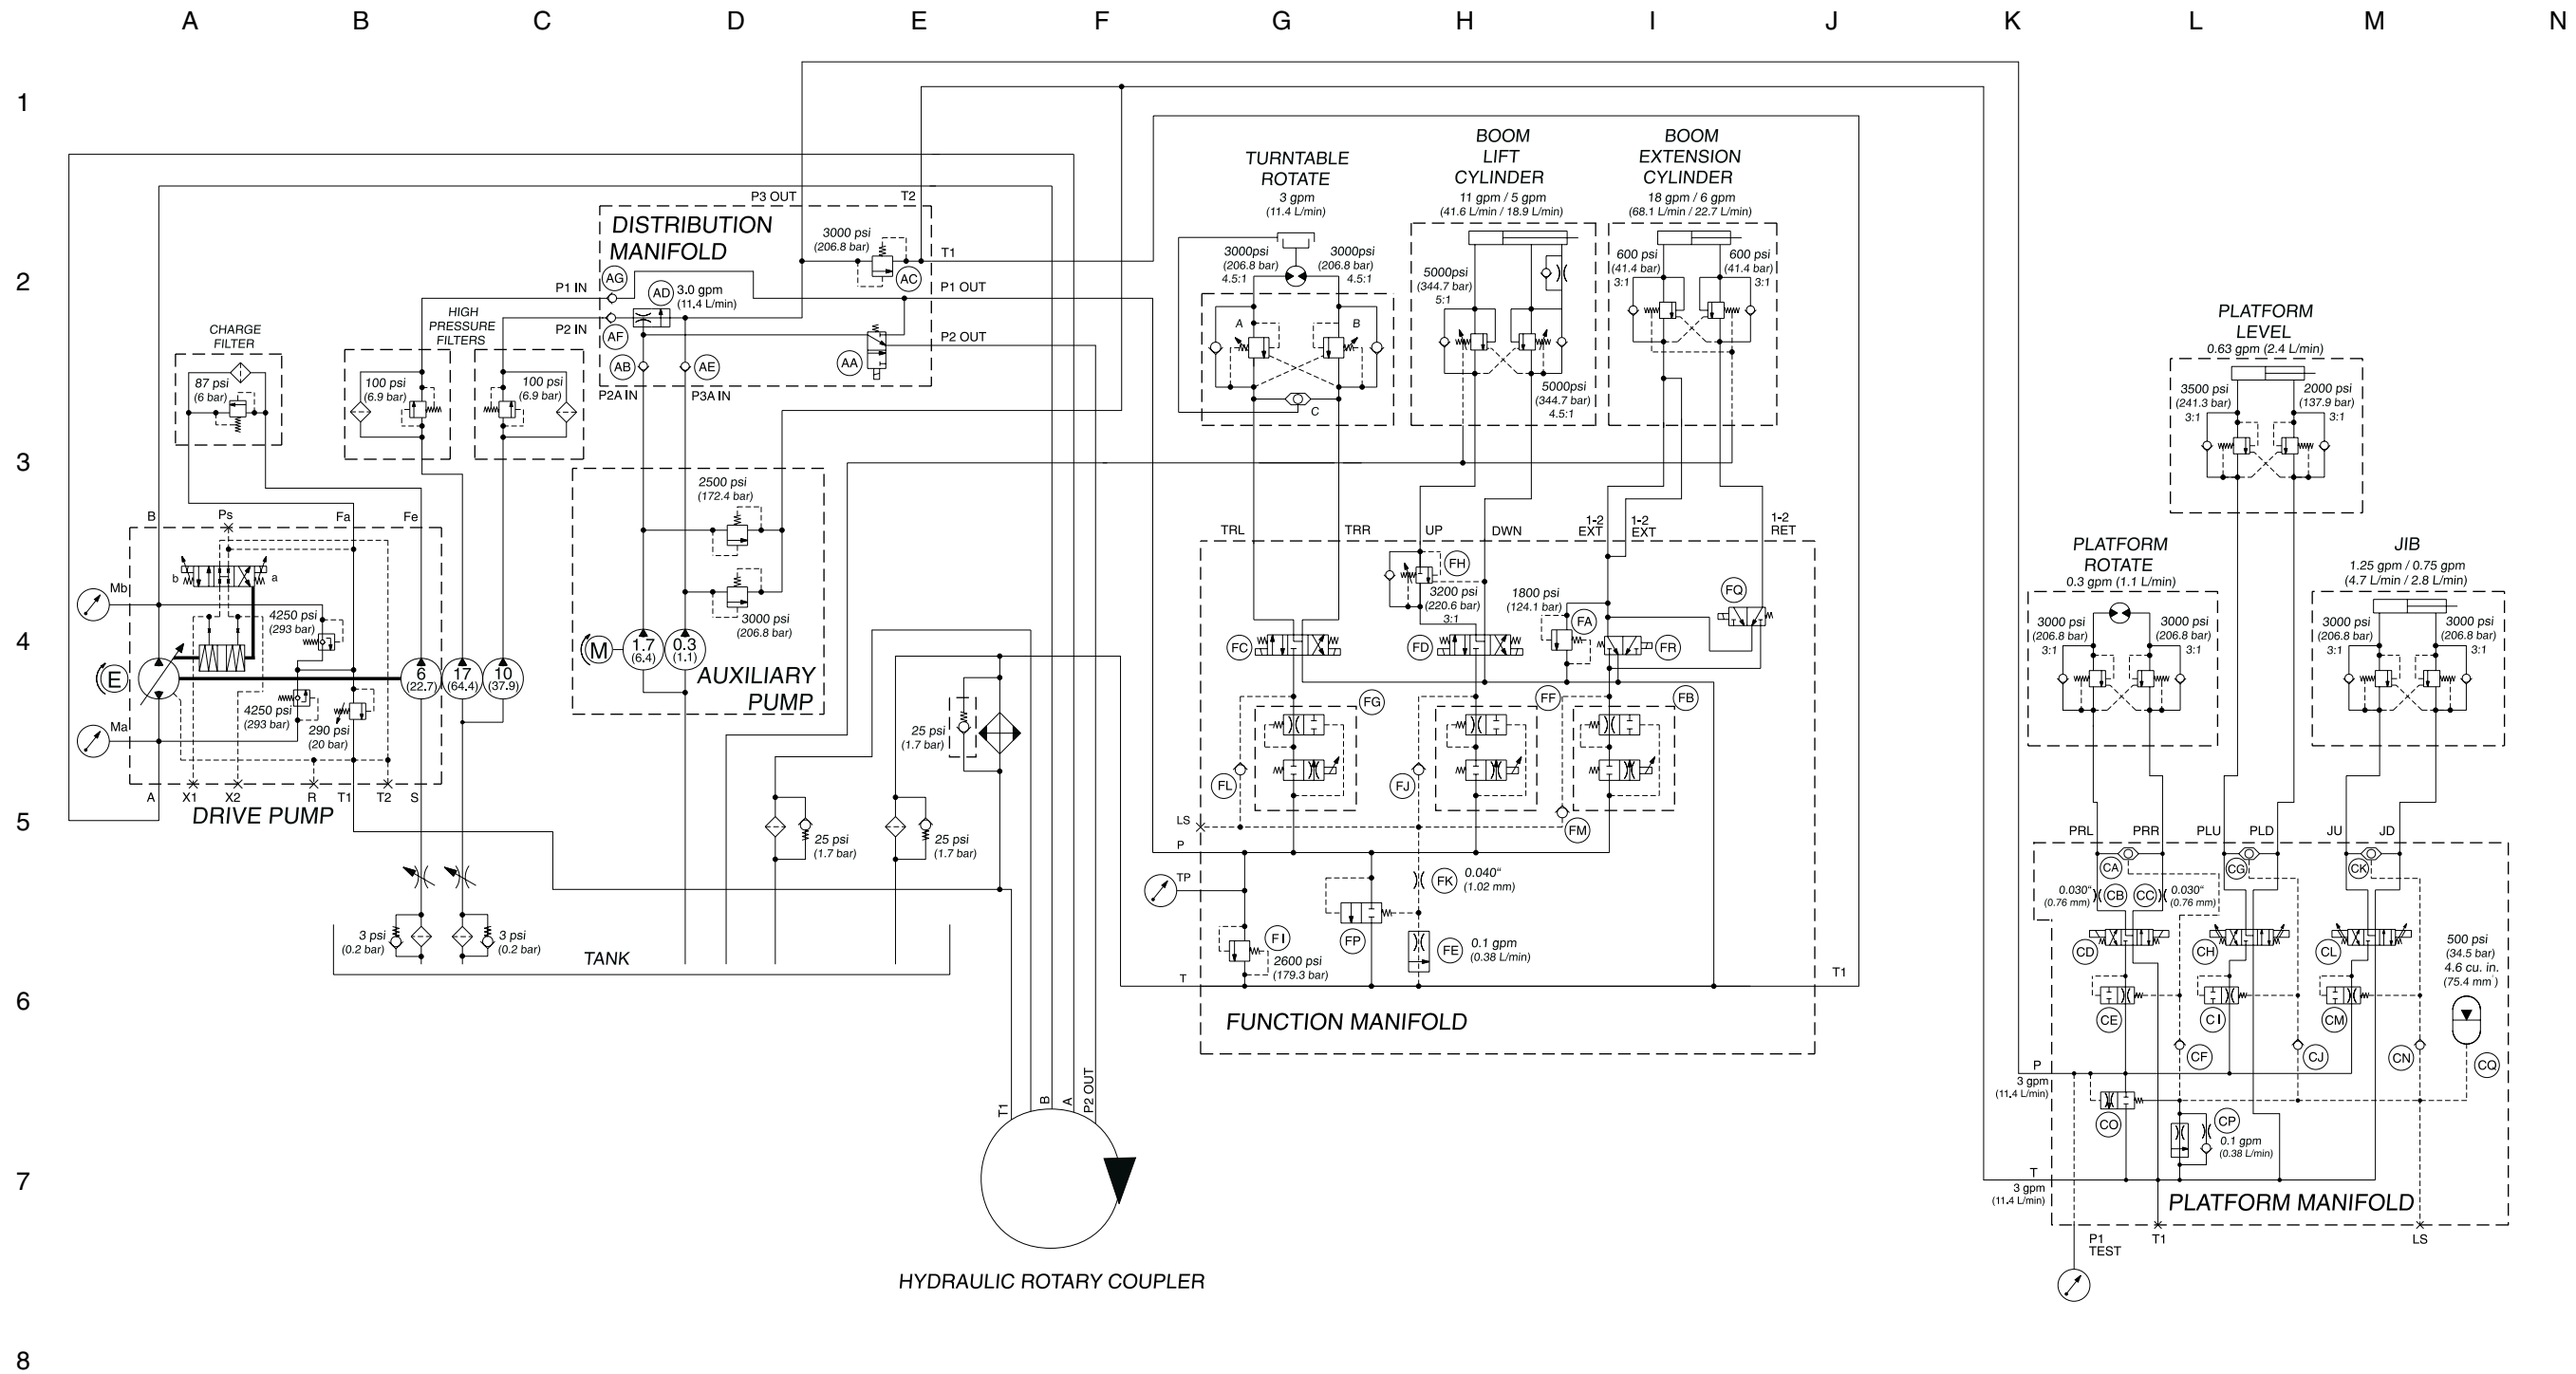 A B C D E F G H I J K L M N
1
2
3
4
5
6
7
8
CHARGE
FILTER
87 psi
(6 bar)
HIGH
PRESSURE
FILTERS
100 psi
(6.9 bar)
100 psi
(6.9 bar)
P3 OUT
T2
DISTRIBUTION
MANIFOLD
3000 psi
(206.8 bar)
AC
T1
P1 IN
AG
AD
3.0 gpm
(11.4 L/min)
P1 OUT
P2 IN
AF
P2 OUT
AB
AE
AA
P2A IN
P3A IN
B
Ps
Fa
Fe
b
a
Mb
4250 psi
(293 bar)
E
4250 psi
(293 bar)
290 psi
(20 bar)
Ma
6
(22.7)
17
(64.4)
10
(37.9)
A
X1
X2
R
T1
T2
S
DRIVE PUMP
2500 psi
(172.4 bar)
3000 psi
(206.8 bar)
M
1.7
(6.4)
0.3
(1.1)
AUXILIARY
PUMP
25 psi
(1.7 bar)
25 psi
(1.7 bar)
25 psi
(1.7 bar)
3 psi
(0.2 bar)
3 psi
(0.2 bar)
TANK
T1
B
A
P2 OUT
HYDRAULIC ROTARY COUPLER
TURNTABLE
ROTATE
3 gpm
(11.4 L/min)
3000psi
(206.8 bar)
4.5:1
3000psi
(206.8 bar)
4.5:1
A
B
C
BOOM
LIFT
CYLINDER
11 gpm / 5 gpm
(41.6 L/min / 18.9 L/min)
5000psi
(344.7 bar)
5:1
5000psi
(344.7 bar)
4.5:1
BOOM
EXTENSION
CYLINDER
18 gpm / 6 gpm
(68.1 L/min / 22.7 L/min)
600 psi
(41.4 bar)
3:1
600 psi
(41.4 bar)
3:1
TRL
TRR
UP
DWN
1-2
EXT
1-2
EXT
1-2
RET
FH
3200 psi
(220.6 bar)
3:1
1800 psi
(124.1 bar)
FA
FQ
FC
FD
FR
FG
FF
FB
FL
FJ
FM
LS
P
TP
FK
0.040"
(1.02 mm)
FI
2600 psi
(179.3 bar)
FP
FE
0.1 gpm
(0.38 L/min)
T
T1
FUNCTION MANIFOLD
PLATFORM
LEVEL
0.63 gpm (2.4 L/min)
3500 psi
(241.3 bar)
3:1
2000 psi
(137.9 bar)
3:1
PLATFORM
ROTATE
0.3 gpm (1.1 L/min)
3000 psi
(206.8 bar)
3:1
3000 psi
(206.8 bar)
3:1
JIB
1.25 gpm / 0.75 gpm
(4.7 L/min / 2.8 L/min)
3000 psi
(206.8 bar)
3:1
3000 psi
(206.8 bar)
3:1
PRL
PRR
PLU
PLD
JU
JD
CA
CG
CK
0.030"
(0.76 mm)
CB
CC
0.030"
(0.76 mm)
CD
CH
CL
500 psi
(34.5 bar)
4.6 cu. in.
(75.4 mm )
CE
CI
CM
CF
CJ
CN
CQ
P
3 gpm
(11.4 L/min)
CO
CP
0.1 gpm
(0.38 L/min)
T
3 gpm
(11.4 L/min)
PLATFORM MANIFOLD
P1
TEST
T1
LS